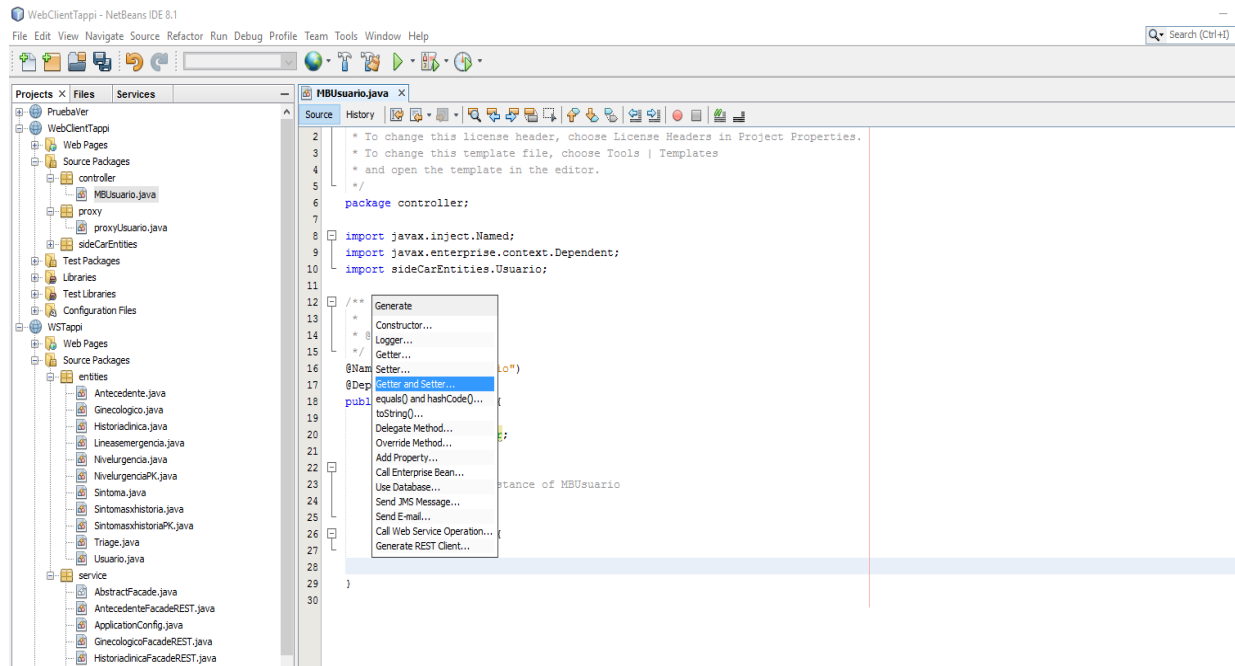 WebClientTappi - NetBeans IDE 8.1
File Edit View Navigate Source Refactor Run Debug Profile Team Tools Window Help
Search (Ctrl+I)
Projects Files Services
PruebaVer
WebClientTappi
Web Pages
Source Packages
controller
MBUsuario.java
proxy
proxyUsuario.java
sideCarEntities
Test Packages
Libraries
Test Libraries
Configuration Files
WSTappi
Web Pages
Source Packages
entities
Antecedente.java
Ginecologico.java
Historiaclinica.java
Lineasemergencia.java
Nivelurgencia.java
NivelurgenciaPK.java
Sintoma.java
Sintomasxhistoria.java
SintomasxhistoriaPK.java
Triage.java
Usuario.java
service
AbstractFacade.java
AntecedenteFacadeREST.java
ApplicationConfig.java
GinecologicoFacadeREST.java
HistoriaclinicaFacadeREST.java
MBUsuario.java
Source History
2 * To change this license header, choose License Headers in Project Properties.
3 * To change this template file, choose Tools | Templates
4 * and open the template in the editor.
5 */
6 package controller;
7
8 import javax.inject.Named;
9 import javax.enterprise.context.Dependent;
10 import sideCarEntities.Usuario;
11
12 /**
13 *
14 * @
15 */
16 @Nam io")
17 @Dep
18 publ {
19
20 ;
21
22
23 stance of MBUsuario
24
25
26 {
27
28
29 }
30
Generate
Constructor...
Logger...
Getter...
Setter...
Getter and Setter...
equals() and hashCode()...
toString()...
Delegate Method...
Override Method...
Add Property...
Call Enterprise Bean...
Use Database...
Send JMS Message...
Send E-mail...
Call Web Service Operation...
Generate REST Client...